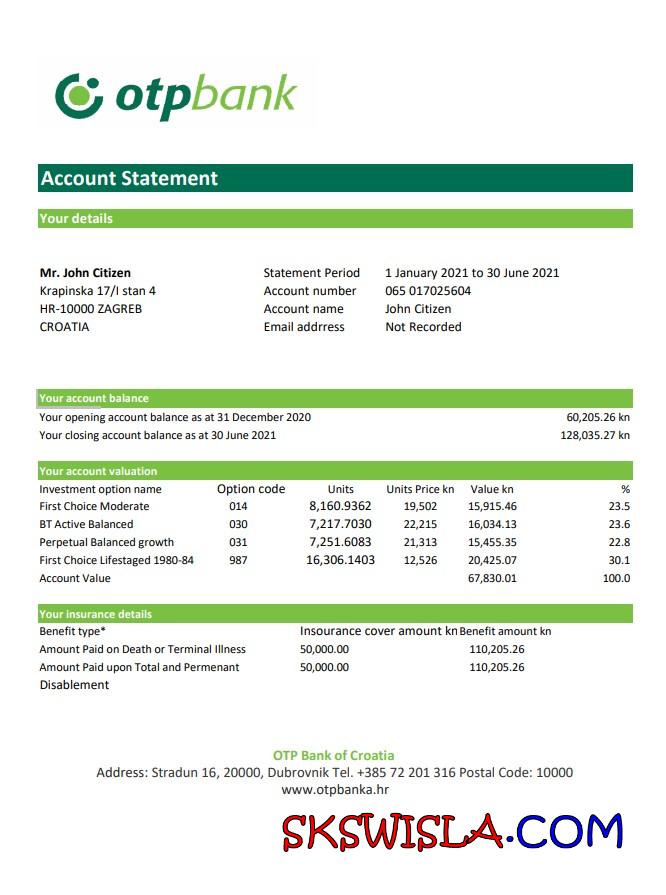 otpbank
Account Statement
Your details
Mr. John Citizen Statement Period 1 January 2021 to 30 June 2021
Krapinska 17/I stan 4 Account number 065 017025604
HR-10000 ZAGREB Account name John Citizen
CROATIA Email addrress Not Recorded
Your account balance
Your opening account balance as at 31 December 2020 60,205.26 kn
Your closing account balance as at 30 June 2021 128,035.27 kn
Your account valuation
Investment option name Option code Units Units Price kn Value kn %
First Choice Moderate 014 8,160.9362 19,502 15,915.46 23.5
BT Active Balanced 030 7,217.7030 22,215 16,034.13 23.6
Perpetual Balanced growth 031 7,251.6083 21,313 15,455.35 22.8
First Choice Lifestaged 1980-84 987 16,306.1403 12,526 20,425.07 30.1
Account Value 67,830.01 100.0
Your insurance details
Benefit type* Insourance cover amount kn Benefit amount kn
Amount Paid on Death or Terminal Illness 50,000.00 110,205.26
Amount Paid upon Total and Permenant 50,000.00 110,205.26
Disablement
OTP Bank of Croatia
Address: Stradun 16, 20000, Dubrovnik Tel. +385 72 201 316 Postal Code: 10000
www.otpbanka.hr
SKSWISLA.COM